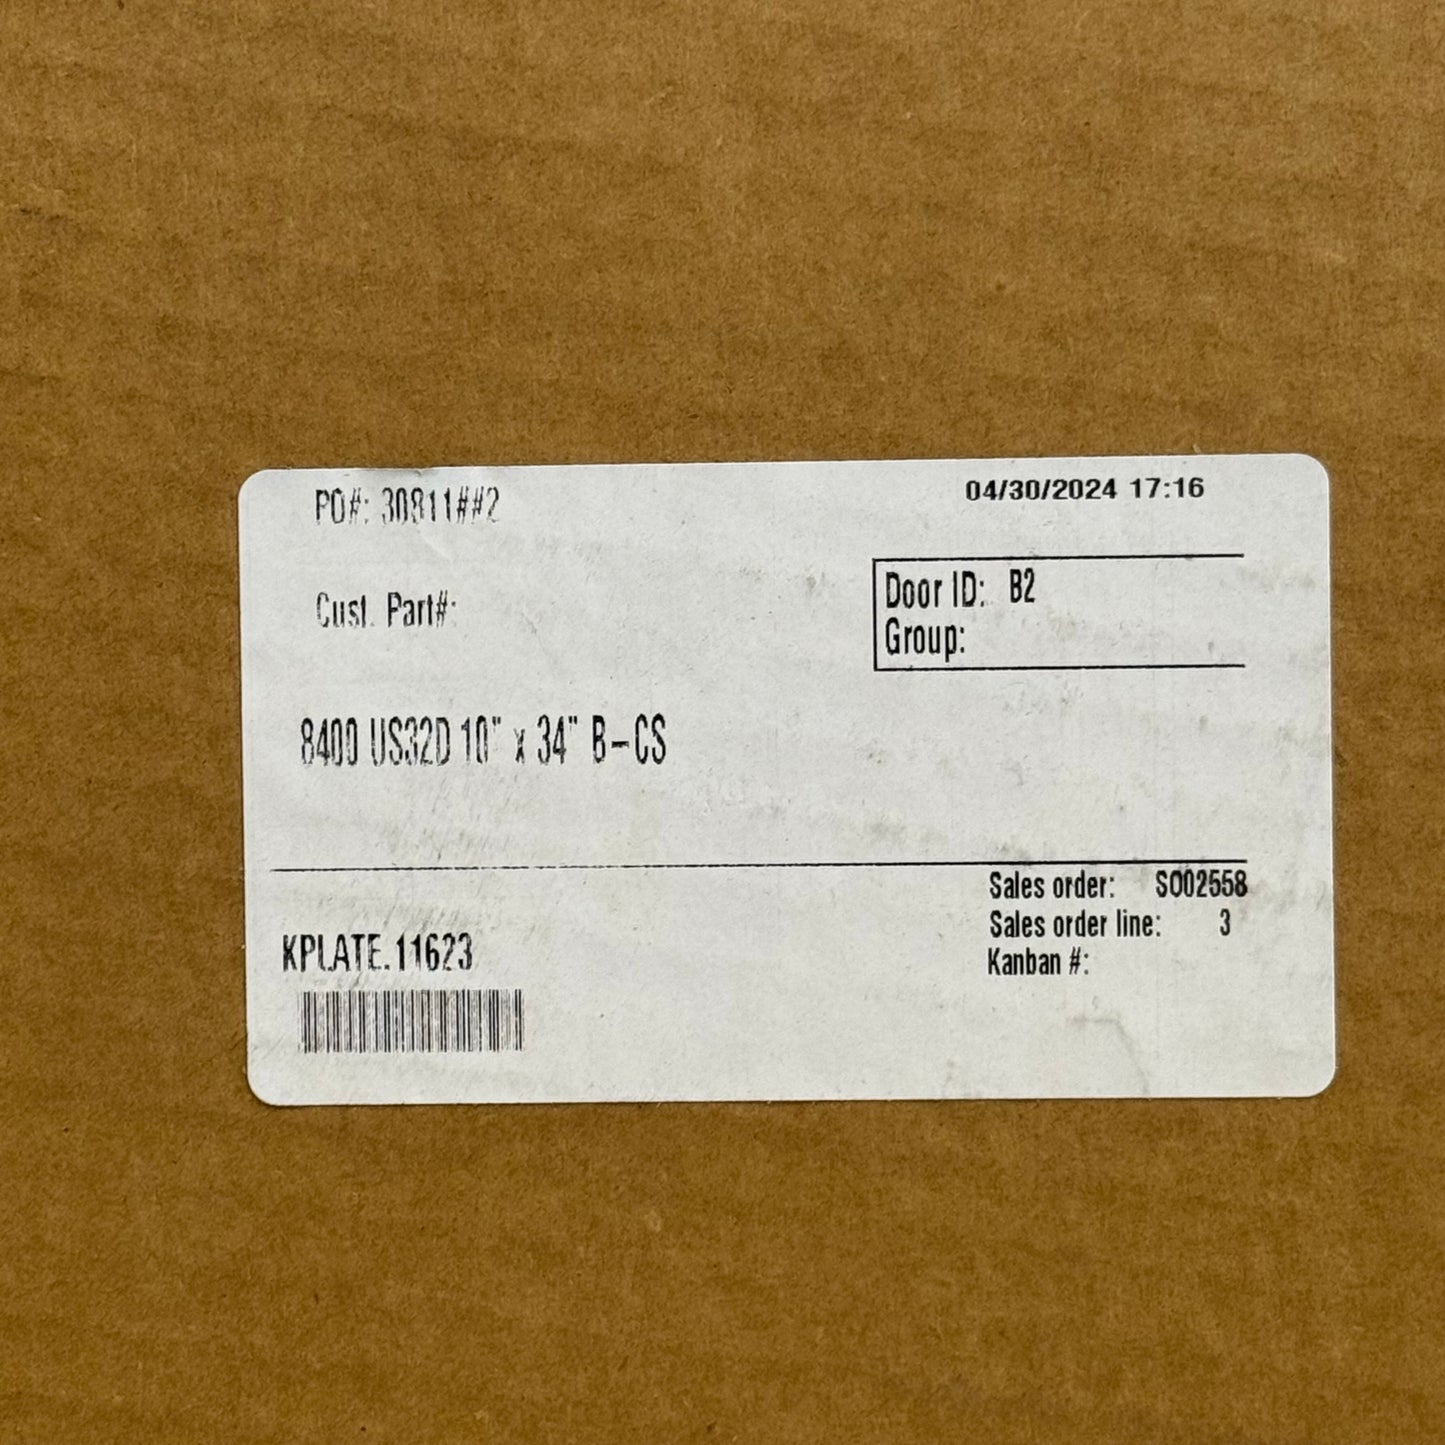 PO#: 30811##2
04/30/2024 17:16
Cust. Part#:
Door ID: B2
Group:
8400 US32D 10" x 34" B-CS
Sales order: SO02558
Sales order line: 3
Kanban #:
KPLATE.11623